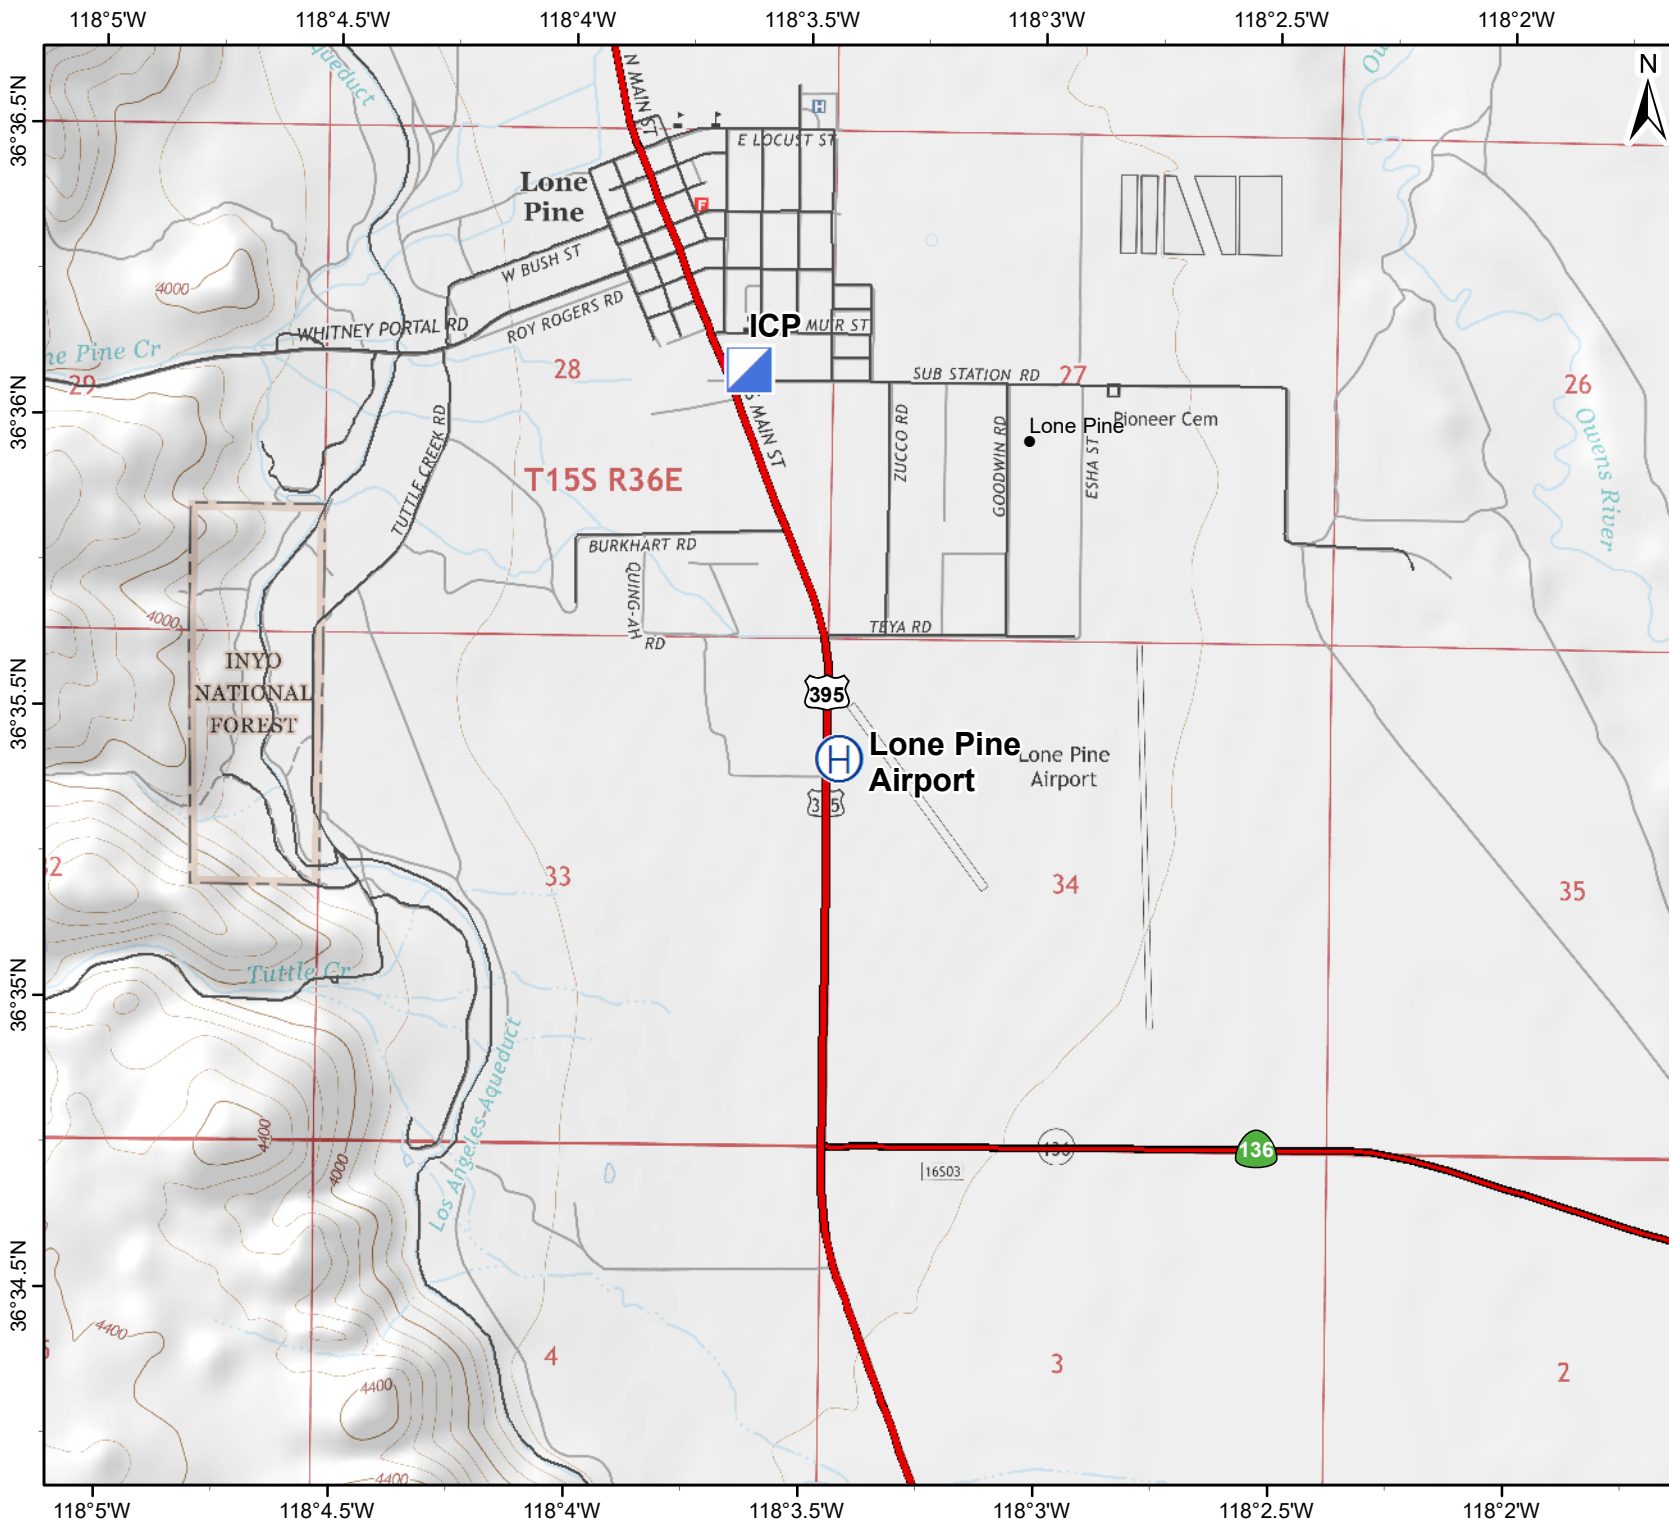 118°5'W
118°4.5'W
118°4'W
118°3.5'W
118°3'W
118°2.5'W
118°2'W
N
36°36.5'N
36°36'N
36°35.5'N
36°35'N
36°34.5'N
N MAIN ST
H
E LOCUST ST
Lone
Pine
F
W BUSH ST
4000
WHITNEY PORTAL RD
ROY ROGERS RD
ICP
MUIR ST
ne Pine Cr
29
28
SUB STATION RD
27
26
S MAIN ST
TUTTLE CREEK RD
ZUCCO RD
GOODWIN RD
Lone Pine
Pioneer Cem
ESHA ST
Owens River
T15S R36E
BURKHART RD
QUING-AH
RD
TEYA RD
4000
INYO
NATIONAL
FOREST
395
H
Lone Pine
Airport
Lone Pine
Airport
33
34
35
Tuttle Cr
Los Angeles Aqueduct
4400
4000
136
136
16S03
4400
4
3
2
4400
4400
118°5'W
118°4.5'W
118°4'W
118°3.5'W
118°3'W
118°2.5'W
118°2'W